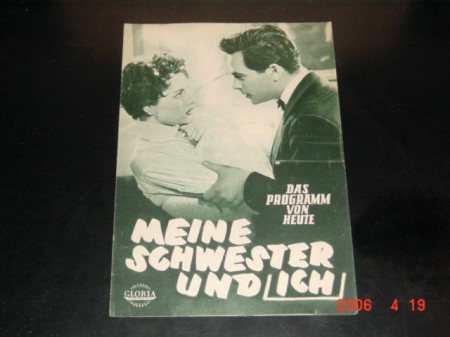 DAS
PROGRAMM
VON
HEUTE
MEINE
SCHWESTER
UND ICH
GLORIA
2006 4 19